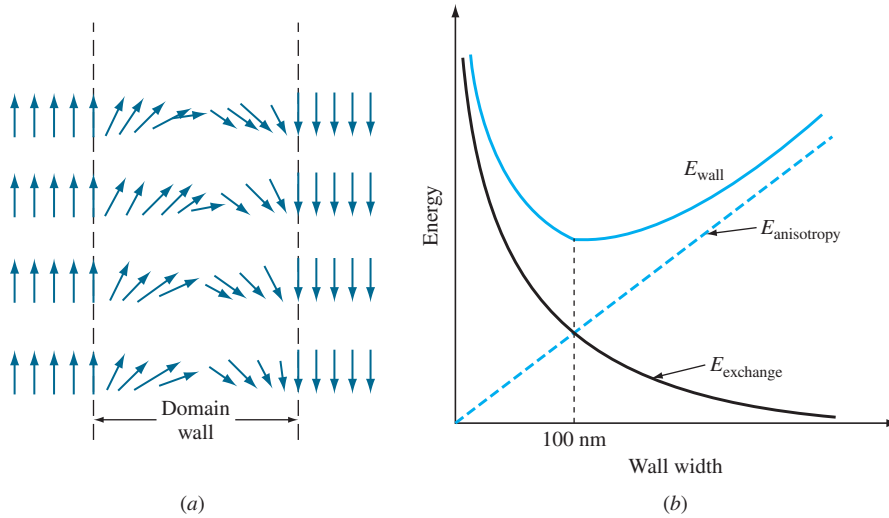 Domain
wall
(a)
Energy
E_wall
E_anisotropy
E_exchange
100 nm
Wall width
(b)